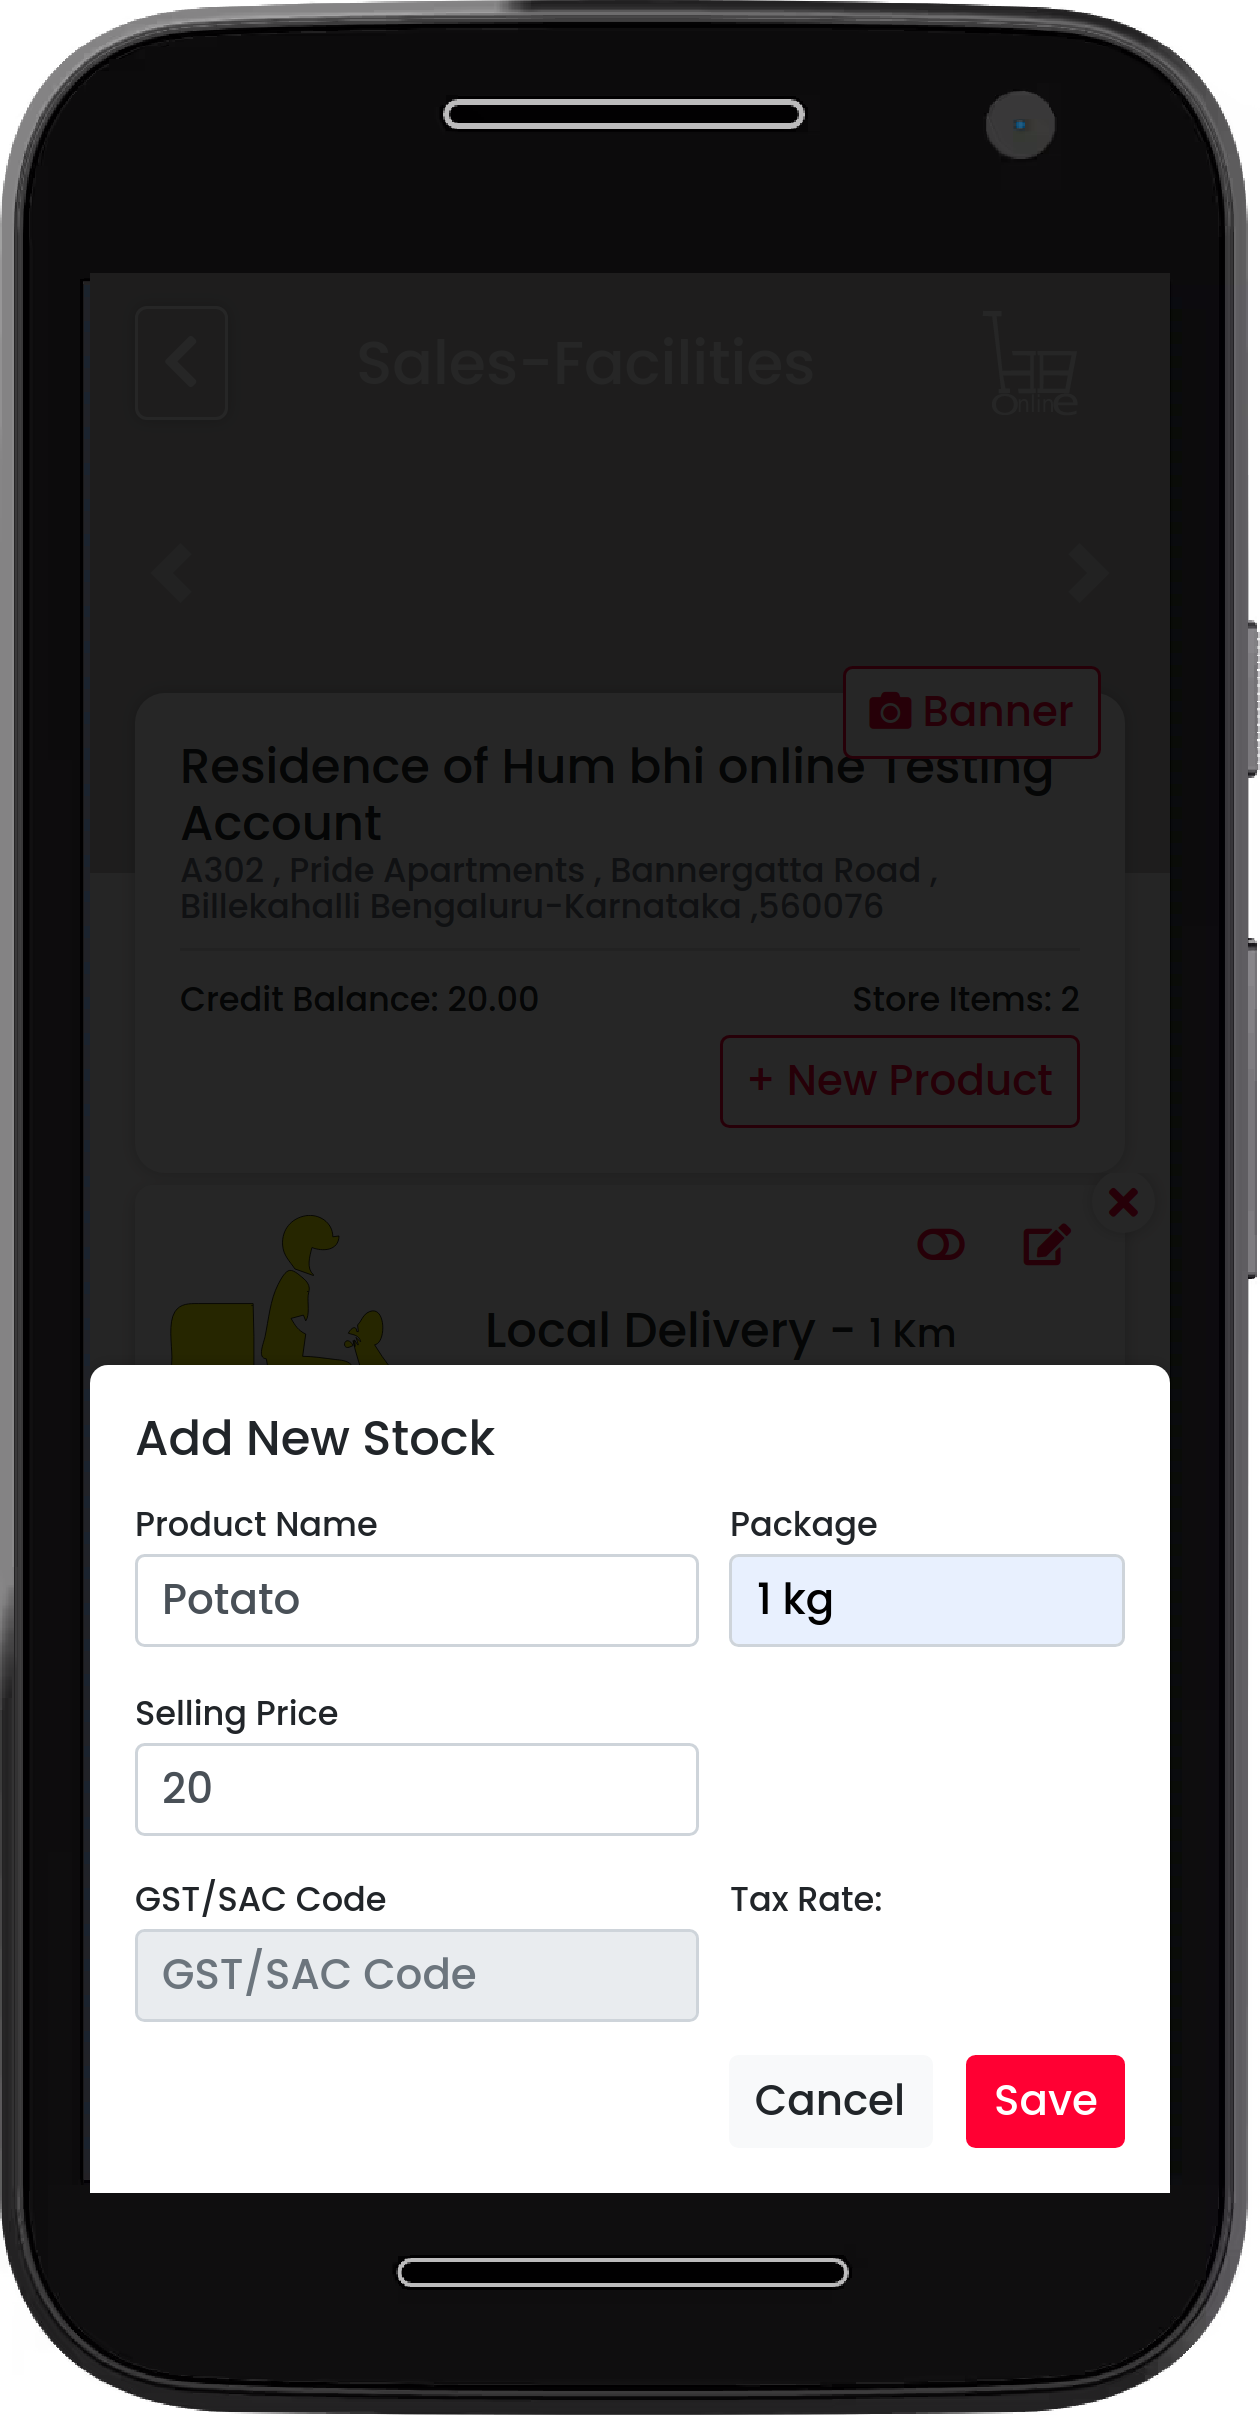 Sales-Facilities
OnlinE
Banner
Residence of Hum bhi online Testing
Account
A302 , Pride Apartments , Bannergatta Road ,
Billekahalli Bengaluru-Karnataka ,560076
Credit Balance: 20.00
Store Items: 2
+ New Product
Local Delivery - 1 Km
Add New Stock
Product Name
Package
Potato
1 kg
Selling Price
20
GST/SAC Code
Tax Rate:
GST/SAC Code
Cancel
Save